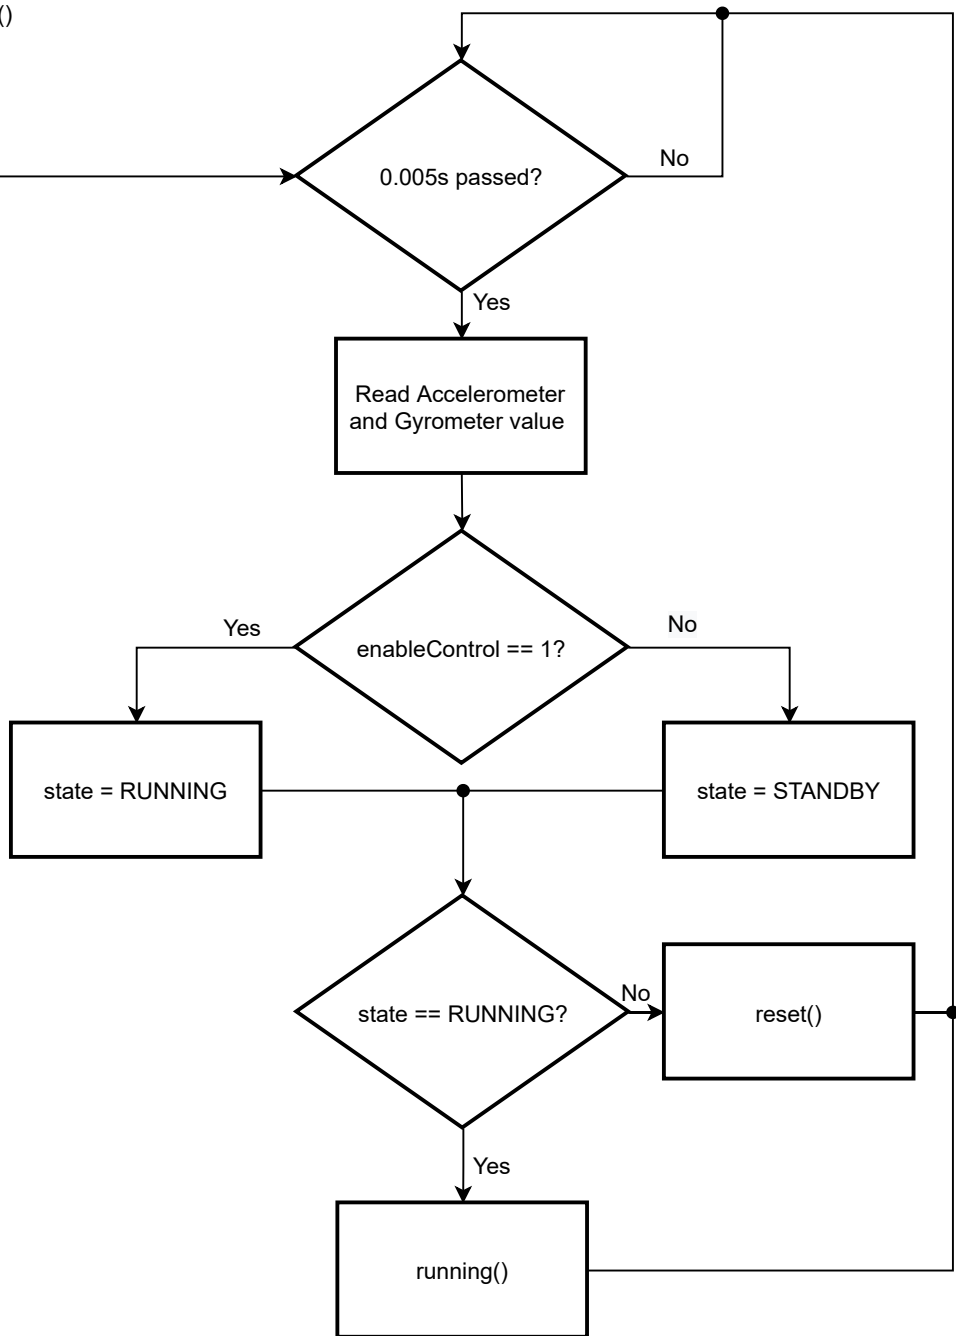 ()
0.005s passed?
No
Yes
Read Accelerometer
and Gyrometer value
Yes
enableControl == 1?
No
state = RUNNING
state = STANDBY
state == RUNNING?
No
reset()
Yes
running()